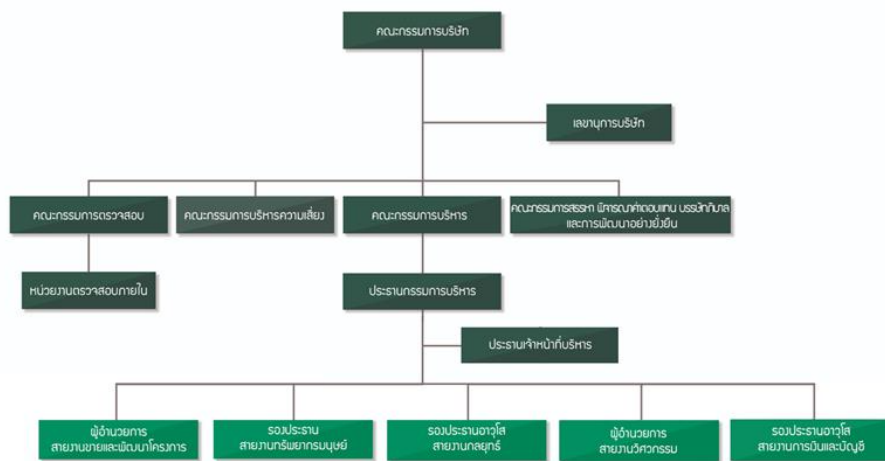 คณะกรรมการบริษัท
เลขานุการบริษัท
คณะกรรมการตรวจสอบ
คณะกรรมการบริหารความเสี่ยง
คณะกรรมการบริหาร
คณะกรรมการสรรหา พิจารณาค่าตอบแทน บรรษัทภิบาล
และการพัฒนาอย่างยั่งยืน
หน่วยงานตรวจสอบภายใน
ประธานกรรมการบริหาร
ประธานเจ้าหน้าที่บริหาร
ผู้อำนวยการ
สายงานขายและพัฒนาโครงการ
รองประธาน
สายงานทรัพยากรมนุษย์
รองประธานอาวุโส
สายงานกลยุทธ์
ผู้อำนวยการ
สายงานวิศวกรรม
รองประธานอาวุโส
สายงานการเงินและบัญชี